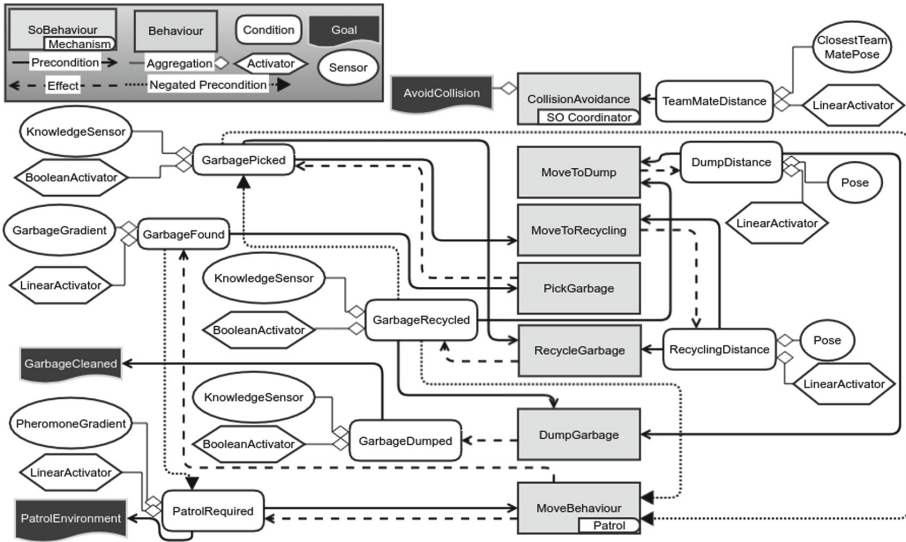 SoBehaviour
Mechanism
Behaviour
Condition
Goal
Precondition
Aggregation
Activator
Sensor
Effect
Negated Precondition
ClosestTeam
MatePose
AvoidCollision
CollisionAvoidance
SO Coordinator
TeamMateDistance
LinearActivator
KnowledgeSensor
BooleanActivator
GarbagePicked
MoveToDump
DumpDistance
Pose
LinearActivator
GarbageGradient
GarbageFound
LinearActivator
MoveToRecycling
PickGarbage
KnowledgeSensor
BooleanActivator
GarbageRecycled
RecycleGarbage
RecyclingDistance
Pose
LinearActivator
GarbageCleaned
KnowledgeSensor
BooleanActivator
GarbageDumped
DumpGarbage
PheromoneGradient
LinearActivator
PatrolEnvironment
PatrolRequired
MoveBehaviour
Patrol